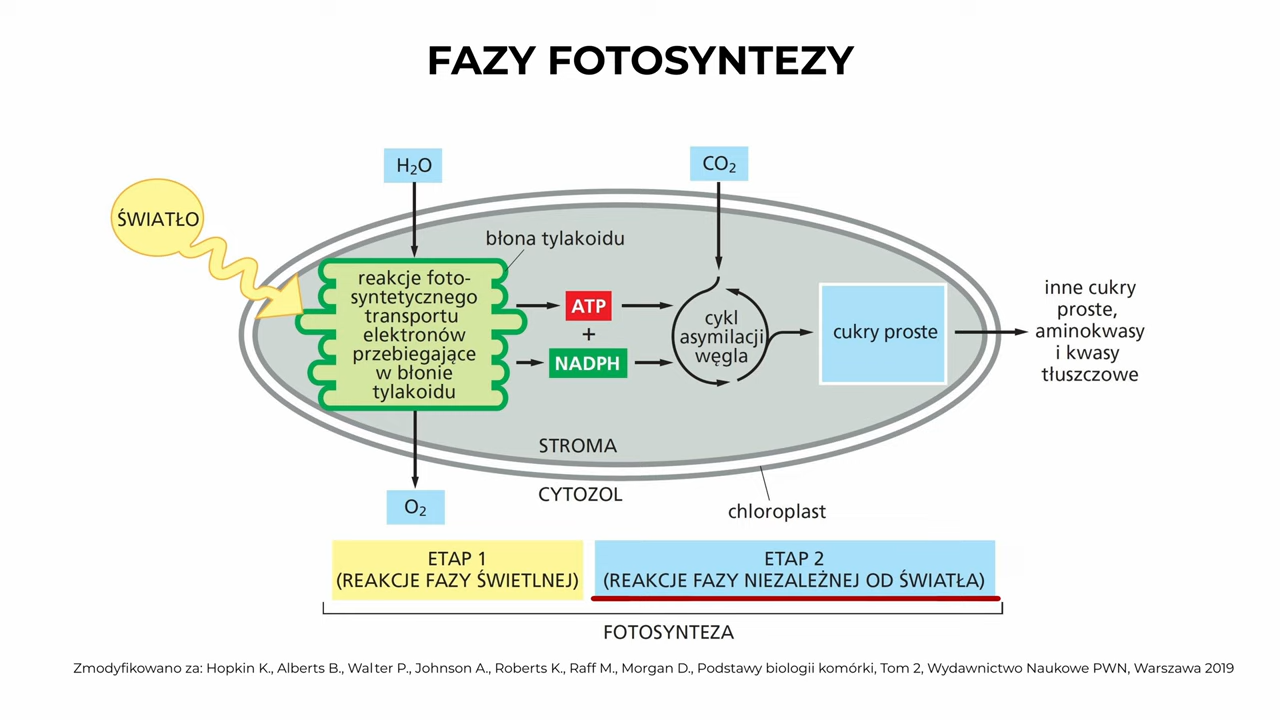 FAZY FOTOSYNTEZY
H₂O
CO₂
ŚWIATŁO
błona tylakoidu
reakcje foto-
syntetycznego
transportu
elektronów
przebiegające
w błonie
tylakoidu
ATP
+
NADPH
cykl
asymilacji
węgla
cukry proste
inne cukry
proste,
aminokwasy
i kwasy
tłuszczowe
STROMA
CYTOZOL
O₂
chloroplast
ETAP 1
(REAKCJE FAZY ŚWIETLNEJ)
ETAP 2
(REAKCJE FAZY NIEZALEŻNEJ OD ŚWIATŁA)
FOTOSYNTEZA
Zmodyfikowano za: Hopkin K., Alberts B., Walter P., Johnson A., Roberts K., Raff M., Morgan D., Podstawy biologii komórki, Tom 2, Wydawnictwo Naukowe PWN, Warszawa 2019